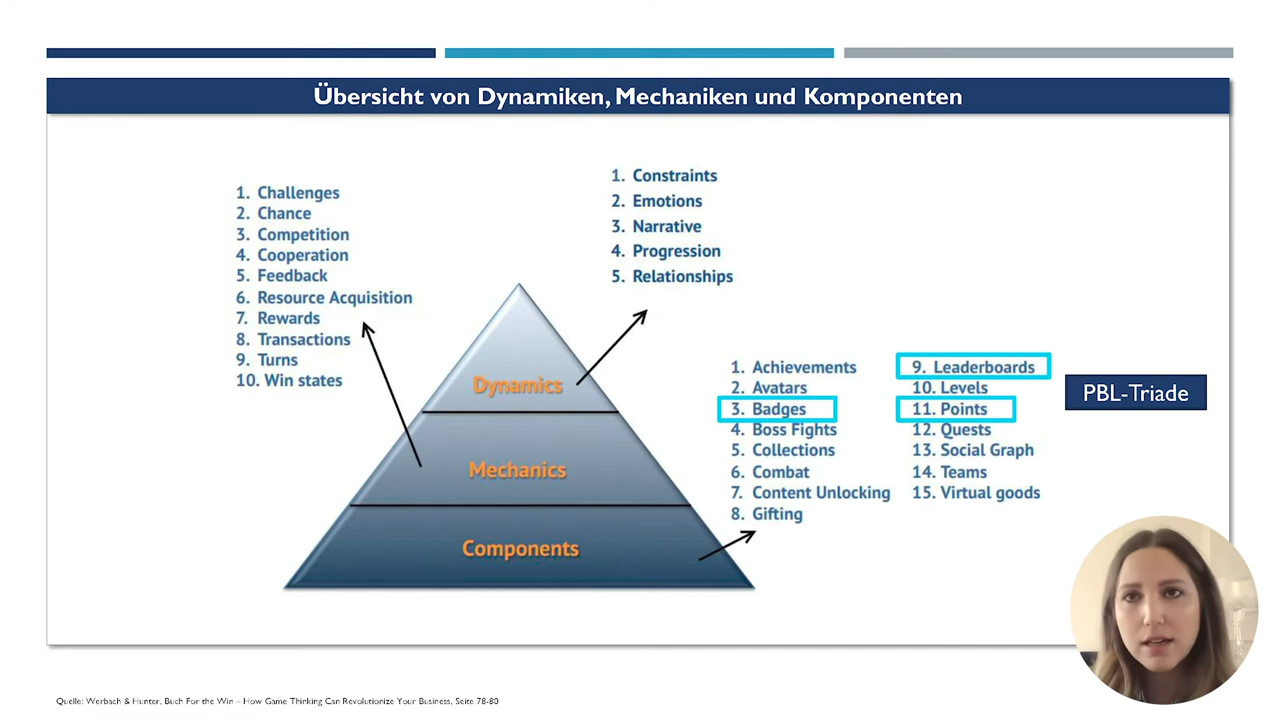 Übersicht von Dynamiken, Mechaniken und Komponenten
1. Challenges
2. Chance
3. Competition
4. Cooperation
5. Feedback
6. Resource Acquisition
7. Rewards
8. Transactions
9. Turns
10. Win states
1. Constraints
2. Emotions
3. Narrative
4. Progression
5. Relationships
Dynamics
Mechanics
Components
1. Achievements
2. Avatars
3. Badges
4. Boss Fights
5. Collections
6. Combat
7. Content Unlocking
8. Gifting
9. Leaderboards
10. Levels
11. Points
12. Quests
13. Social Graph
14. Teams
15. Virtual goods
PBL-Triade
Quelle: Werbach & Hunter, Buch For the Win – How Game Thinking Can Revolutionize Your Business, Seite 78-80